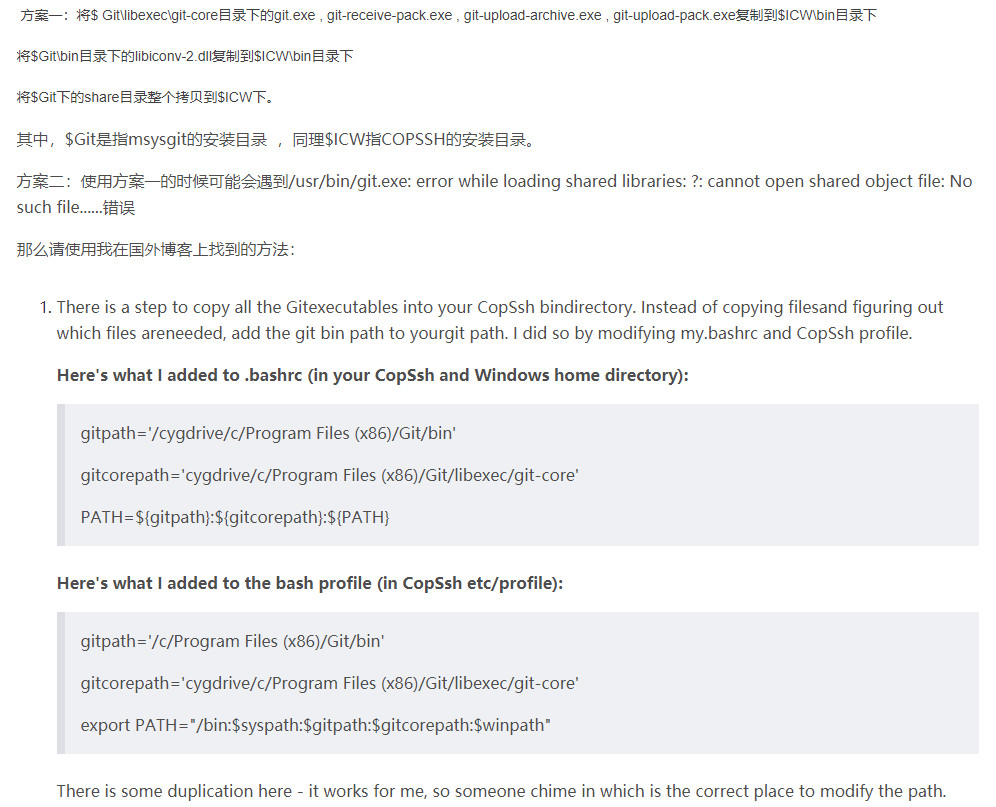 方案一：将$ Git\libexec\git-core目录下的git.exe , git-receive-pack.exe , git-upload-archive.exe , git-upload-pack.exe复制到$ICW\bin目录下
将$Git\bin目录下的libiconv-2.dll复制到$ICW\bin目录下
将$Git下的share目录整个拷贝到$ICW下。
其中，$Git是指msysgit的安装目录 ，同理$ICW指COPSSH的安装目录。
方案二：使用方案一的时候可能会遇到/usr/bin/git.exe: error while loading shared libraries: ?: cannot open shared object file: No
such file......错误
那么请使用我在国外博客上找到的方法：
1. There is a step to copy all the Gitexecutables into your CopSsh bindirectory. Instead of copying filesand figuring out
which files areneeded, add the git bin path to yourgit path. I did so by modifying my.bashrc and CopSsh profile.
Here's what I added to .bashrc (in your CopSsh and Windows home directory):
gitpath='/cygdrive/c/Program Files (x86)/Git/bin'
gitcorepath='cygdrive/c/Program Files (x86)/Git/libexec/git-core'
PATH=${gitpath}:${gitcorepath}:${PATH}
Here's what I added to the bash profile (in CopSsh etc/profile):
gitpath='/c/Program Files (x86)/Git/bin'
gitcorepath='cygdrive/c/Program Files (x86)/Git/libexec/git-core'
export PATH="/bin:$syspath:$gitpath:$gitcorepath:$winpath"
There is some duplication here - it works for me, so someone chime in which is the correct place to modify the path.